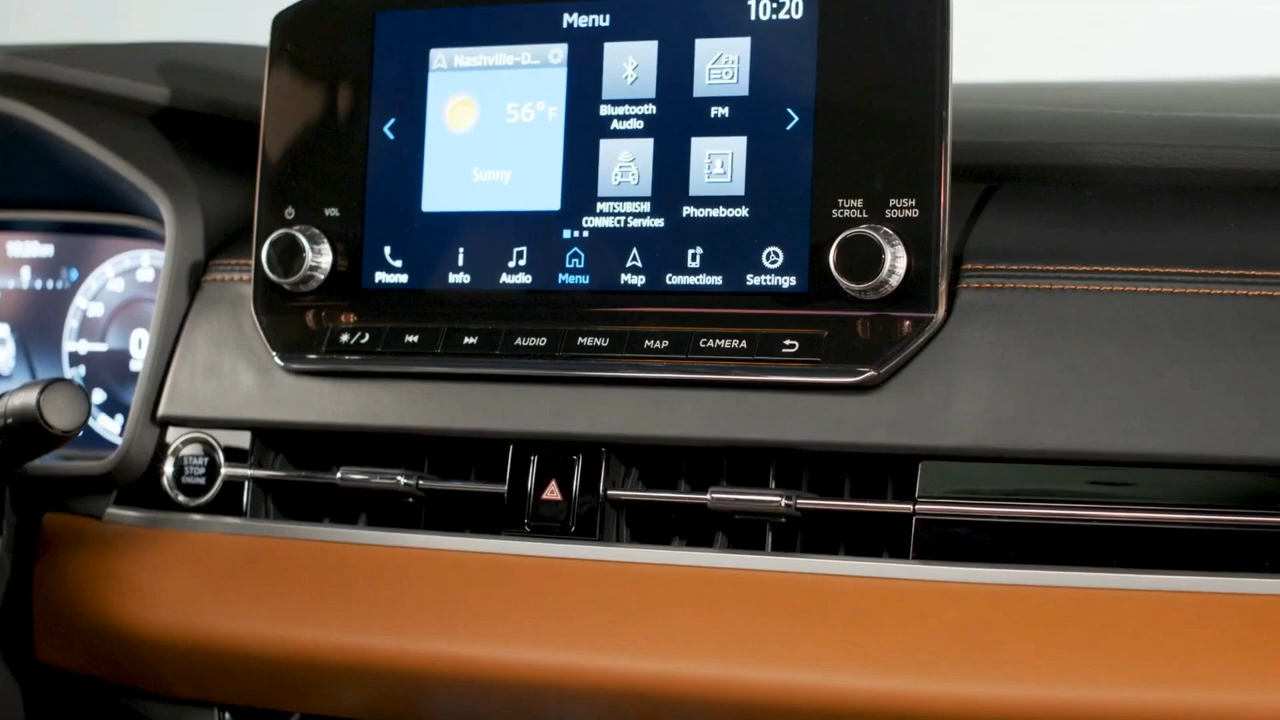 Menu
10:20
Nashville-D...
56°F
Sunny
Bluetooth
Audio
FM
MITSUBISHI
CONNECT Services
Phonebook
VOL
TUNE
SCROLL
PUSH
SOUND
Phone
Info
Audio
Menu
Map
Connections
Settings
AUDIO
MENU
MAP
CAMERA
START
STOP
ENGINE